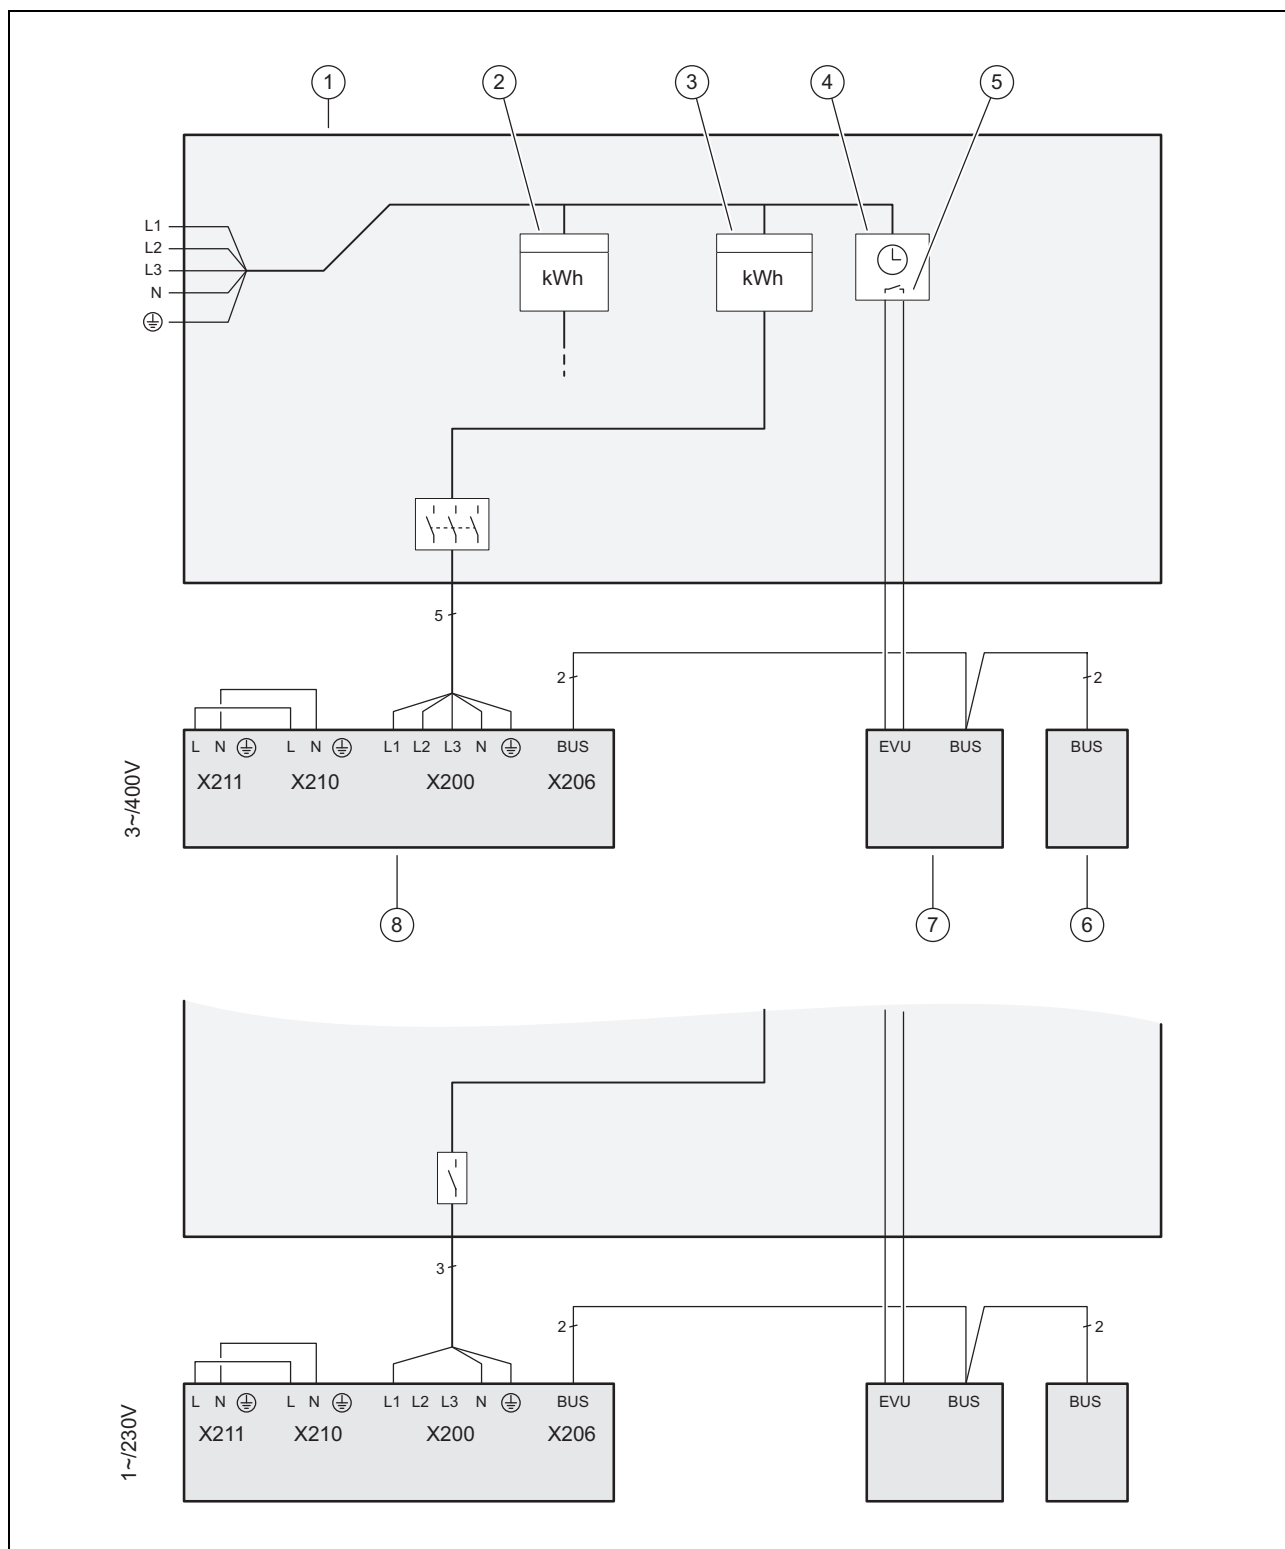 1 2 3 4 5
L1
L2
L3
N
kWh kWh
5
2 2
L N L N L1 L2 L3 N BUS EVU BUS BUS
X211 X210 X200 X206
3~/400V
8 7 6
3
2 2
L N L N L1 L2 L3 N BUS EVU BUS BUS
X211 X210 X200 X206
1~/230V